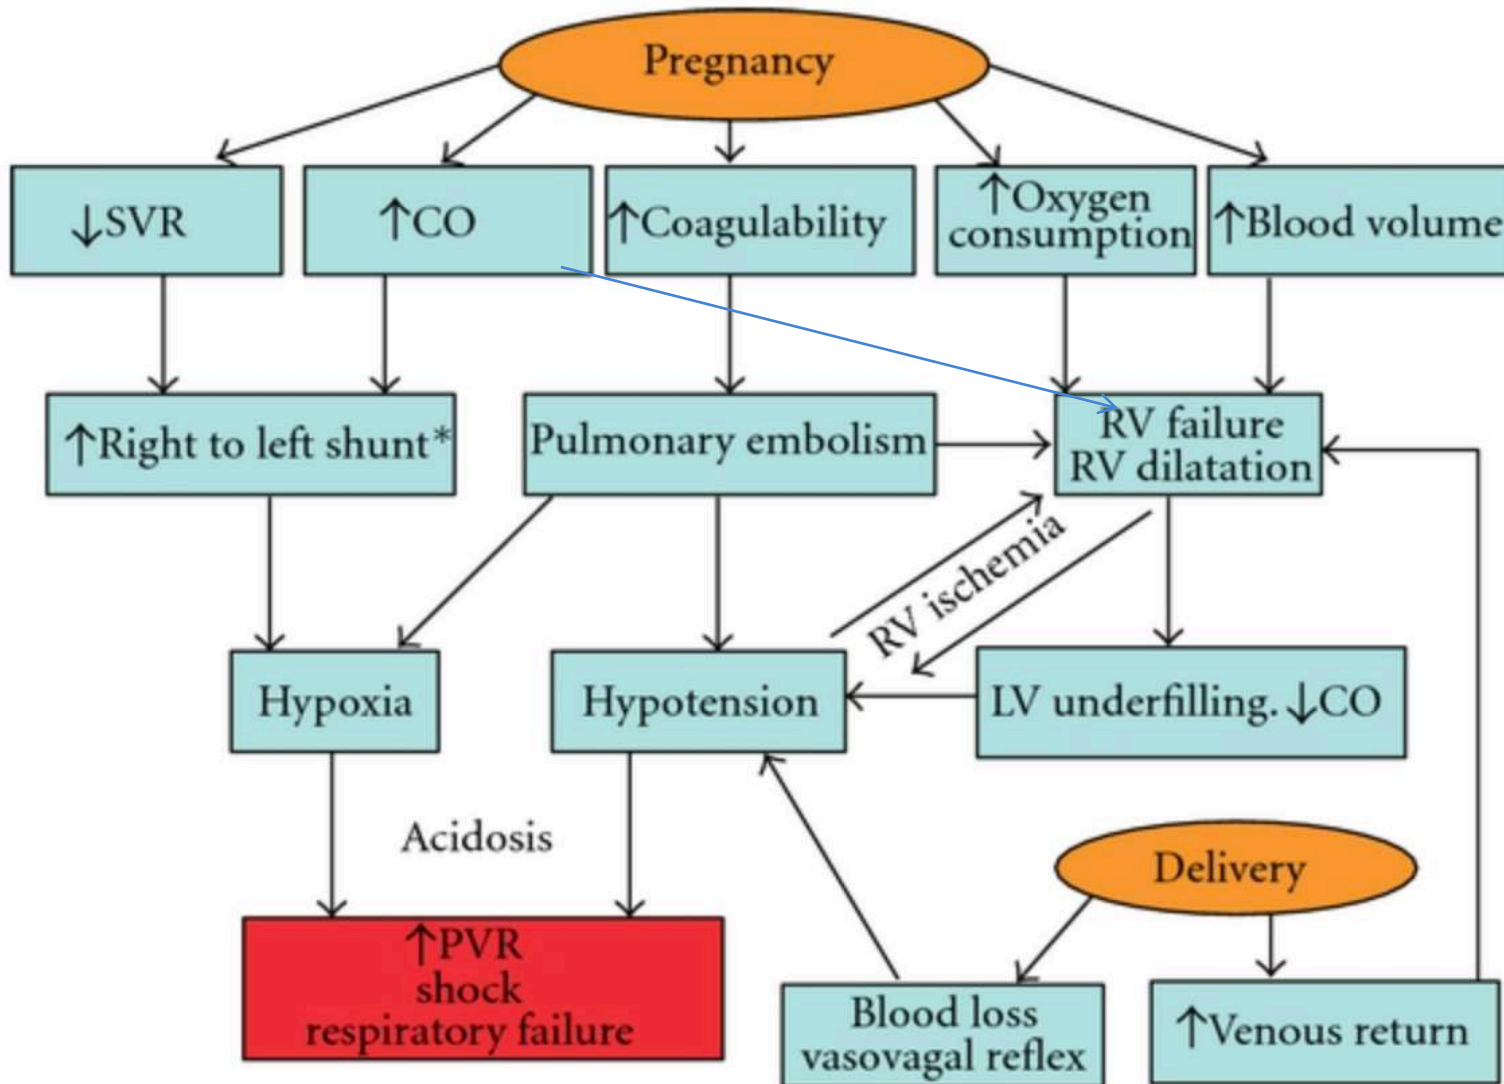 Pregnancy
↓SVR
↑CO
↑Coagulability
↑Oxygen
consumption
↑Blood volume
↑Right to left shunt*
Pulmonary embolism
RV failure
RV dilatation
RV ischemia
Hypoxia
Hypotension
LV underfilling. ↓CO
Acidosis
Delivery
↑PVR
shock
respiratory failure
Blood loss
vasovagal reflex
↑Venous return